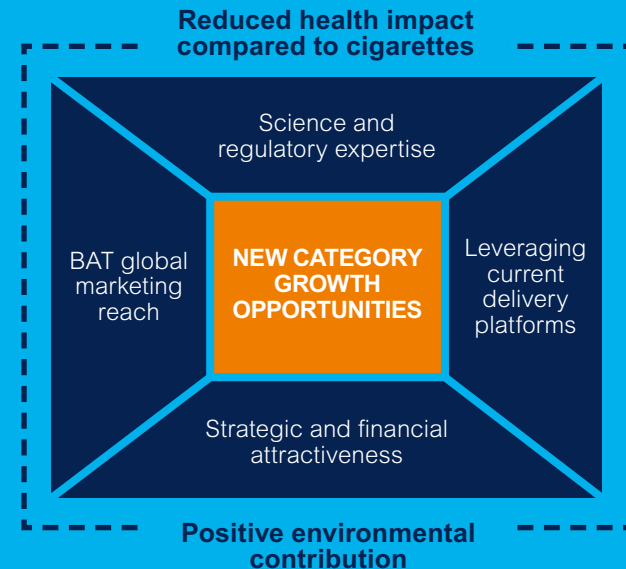 Reduced health impact
compared to cigarettes
Science and
regulatory expertise
BAT global
marketing
reach
NEW CATEGORY
GROWTH
OPPORTUNITIES
Leveraging
current
delivery
platforms
Strategic and financial
attractiveness
Positive environmental
contribution